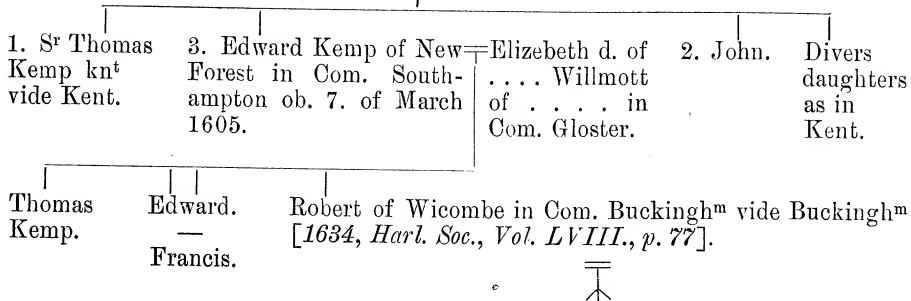 1. Sʳ Thomas
Kemp knᵗ
vide Kent.
3. Edward Kemp of New
Forest in Com. South-
ampton ob. 7. of March
1605.
Elizebeth d. of
. . . . Willmott
of . . . . in
Com. Gloster.
2. John.
Divers
daughters
as in
Kent.
Thomas
Kemp.
Edward.
—
Francis.
Robert of Wicombe in Com. Buckinghᵐ vide Buckinghᵐ
[1634, Harl. Soc., Vol. LVIII., p. 77].